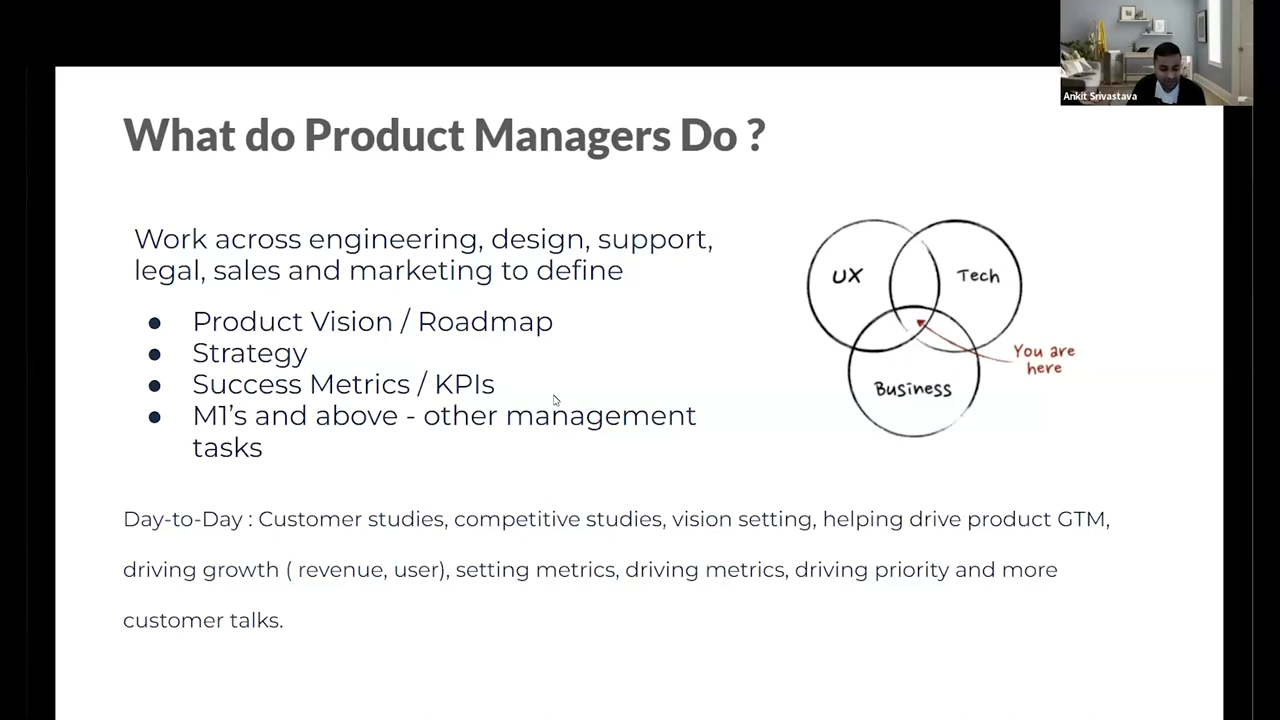 Ankit Srivastava
What do Product Managers Do ?
Work across engineering, design, support,
legal, sales and marketing to define
● Product Vision / Roadmap
● Strategy
● Success Metrics / KPIs
● M1's and above - other management
tasks
UX
Tech
You are
here
Business
Day-to-Day : Customer studies, competitive studies, vision setting, helping drive product GTM,
driving growth ( revenue, user), setting metrics, driving metrics, driving priority and more
customer talks.